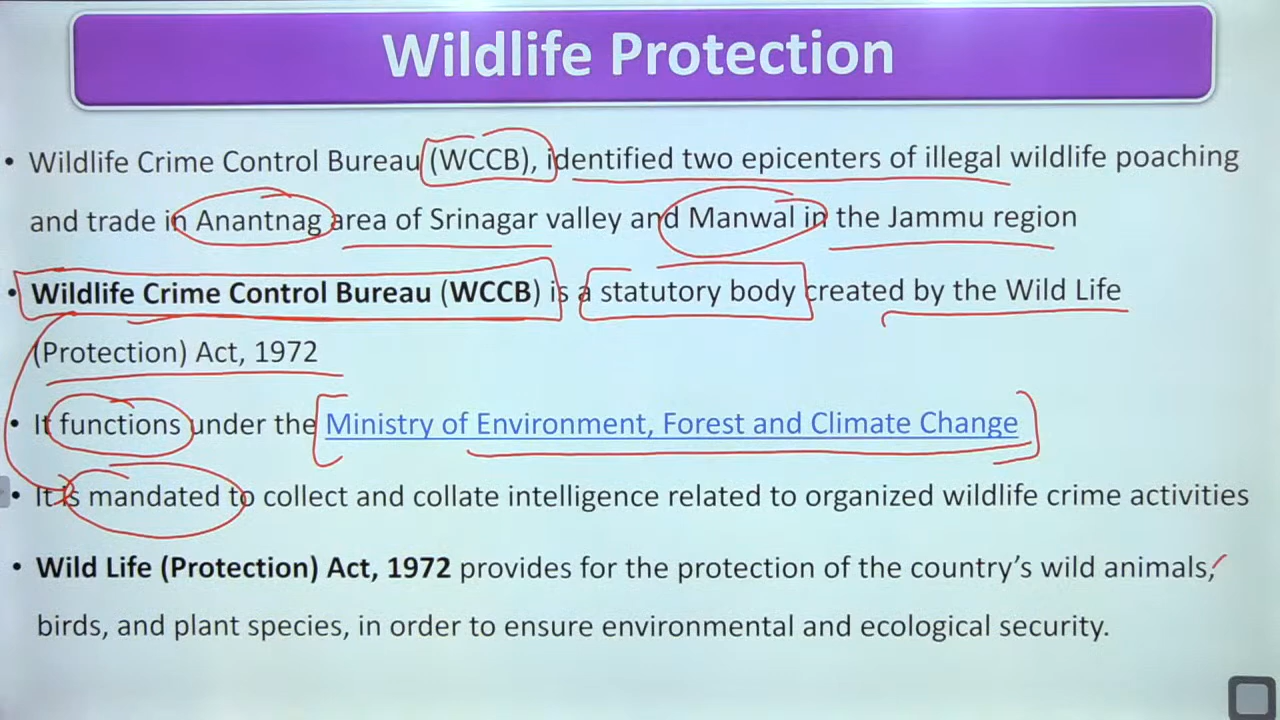 Wildlife Protection
• Wildlife Crime Control Bureau (WCCB), identified two epicenters of illegal wildlife poaching
and trade in Anantnag area of Srinagar valley and Manwal in the Jammu region
• Wildlife Crime Control Bureau (WCCB) is a statutory body created by the Wild Life
(Protection) Act, 1972
• It functions under the Ministry of Environment, Forest and Climate Change
• It is mandated to collect and collate intelligence related to organized wildlife crime activities
• Wild Life (Protection) Act, 1972 provides for the protection of the country's wild animals,
birds, and plant species, in order to ensure environmental and ecological security.